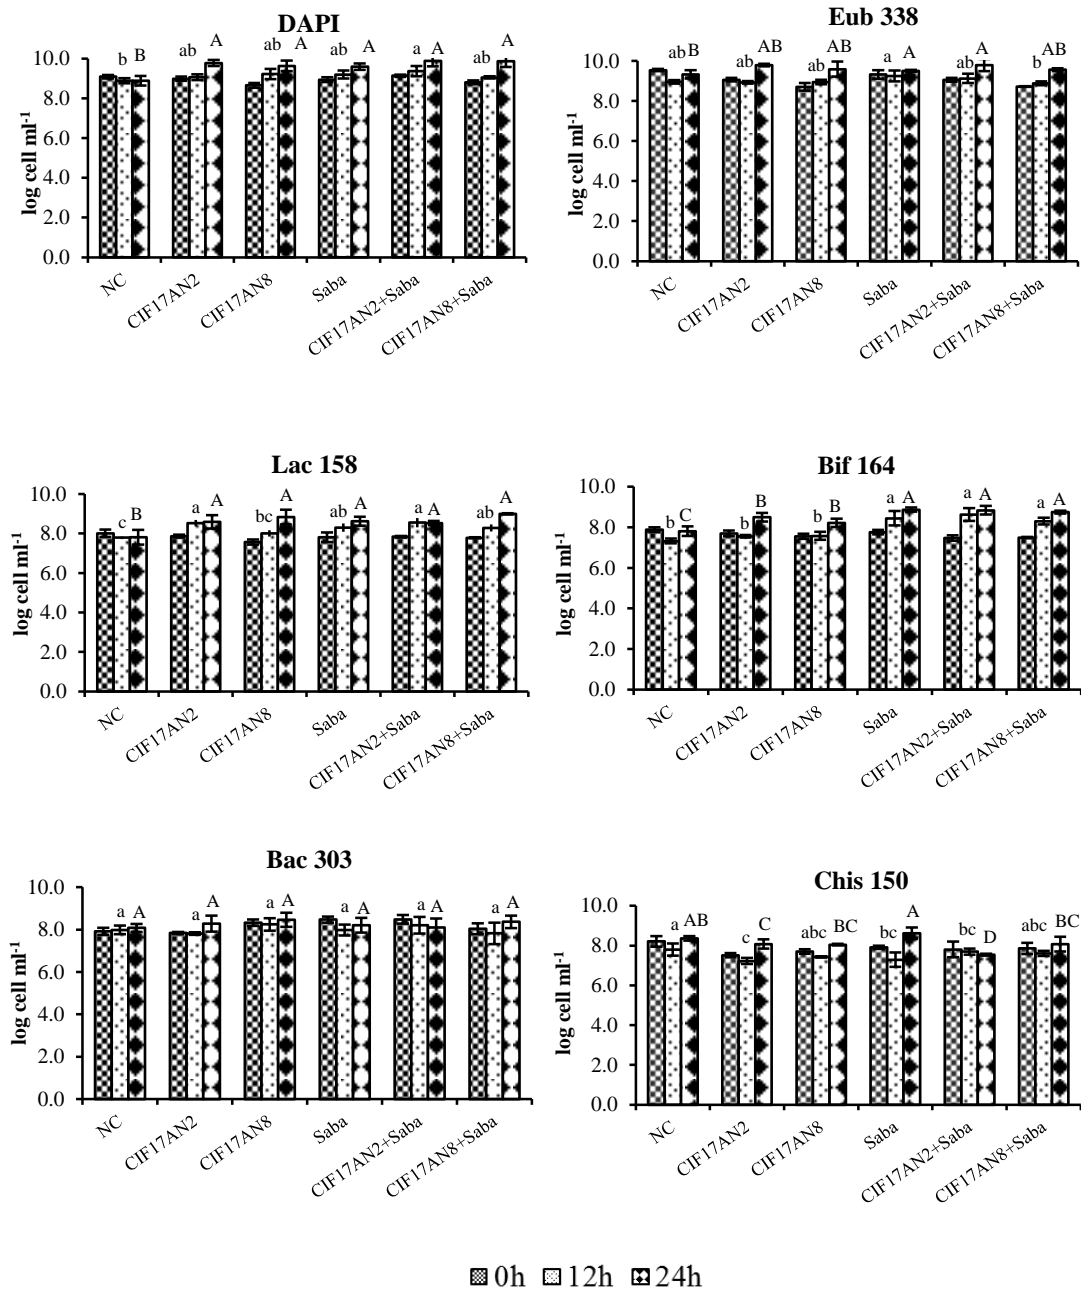 DAPI
log cell ml-1
10.0
8.0
6.0
4.0
2.0
0.0
b B ab A ab A ab A a A ab A
NC CIF17AN2 CIF17AN8 Saba CIF17AN2+Saba CIF17AN8+Saba
Eub 338
log cell ml-1
10.0
8.0
6.0
4.0
2.0
0.0
ab B ab AB ab AB a A ab A b AB
NC CIF17AN2 CIF17AN8 Saba CIF17AN2+Saba CIF17AN8+Saba
Lac 158
log cell ml-1
10.0
8.0
6.0
4.0
2.0
0.0
c B a A bc A ab A a A ab A
NC CIF17AN2 CIF17AN8 Saba CIF17AN2+Saba CIF17AN8+Saba
Bif 164
log cell ml-1
10.0
8.0
6.0
4.0
2.0
0.0
b C b B b B a A a A a A
NC CIF17AN2 CIF17AN8 Saba CIF17AN2+Saba CIF17AN8+Saba
Bac 303
log cell ml-1
10.0
8.0
6.0
4.0
2.0
0.0
a A a A a A a A a A a A
NC CIF17AN2 CIF17AN8 Saba CIF17AN2+Saba CIF17AN8+Saba
Chis 150
log cell ml-1
10.0
8.0
6.0
4.0
2.0
0.0
a AB c C abc BC bc A bc D abc BC
NC CIF17AN2 CIF17AN8 Saba CIF17AN2+Saba CIF17AN8+Saba
0h 12h 24h